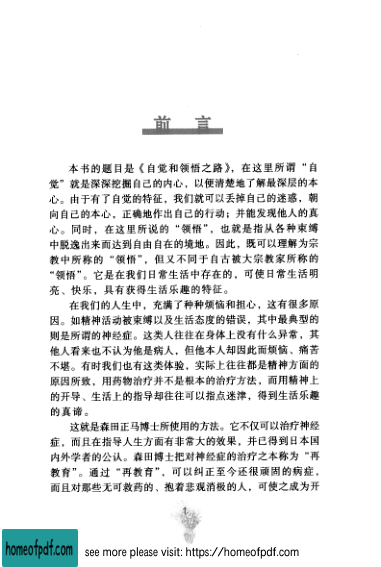 前 言
本书的题目是《自觉和领悟之路》，在这里所谓“自
觉”就是深深挖掘自己的内心，以便清楚地了解最深层的本
心。由于有了自觉的特征，我们就可以丢掉自己的迷惑，朝
向自己的本心，正确地作出自己的行动；并能发现他人的真
心。同时，在这里所说的“领悟”，也就是指从各种束缚
中脱逸出来而达到自由自在的境地。因此，既可以理解为宗
教中所称的“领悟”，但又不同于自古被大宗教家所称的
“领悟”。它是在我们日常生活中存在的，可使日常生活明
亮、快乐，具有获得生活乐趣的特征。
在我们的人生中，充满了种种烦恼和担心，这有很多原
因。如精神活动被束缚以及生活态度的错误，其中最典型的
则是所谓的神经症。这类人往往在身体上没有什么异常，其
他人看来也不认为他是病人，但他本人却因此而烦恼、痛苦
不堪。有时我们也有这类体验，实际上往往都是精神方面的
原因所致，用药物治疗并不是根本的治疗方法，而用精神上
的开导、生活上的指导却往往可以指点迷津，得到生活乐趣
的真谛。
这就是森田正马博士所使用的方法。它不仅可以治疗神经
症，而且在指导人生方面有非常大的效果，并已得到日本国
内外学者的公认。森田博士把对神经症的治疗之本称为“再
教育”。通过“再教育”，可以纠正至今还很顽固的病症，
而且对那些无可救药的、抱着悲观消极的人，可使之成为开
1
homeofpdf.com
see more please visit: https://homeofpdf.com